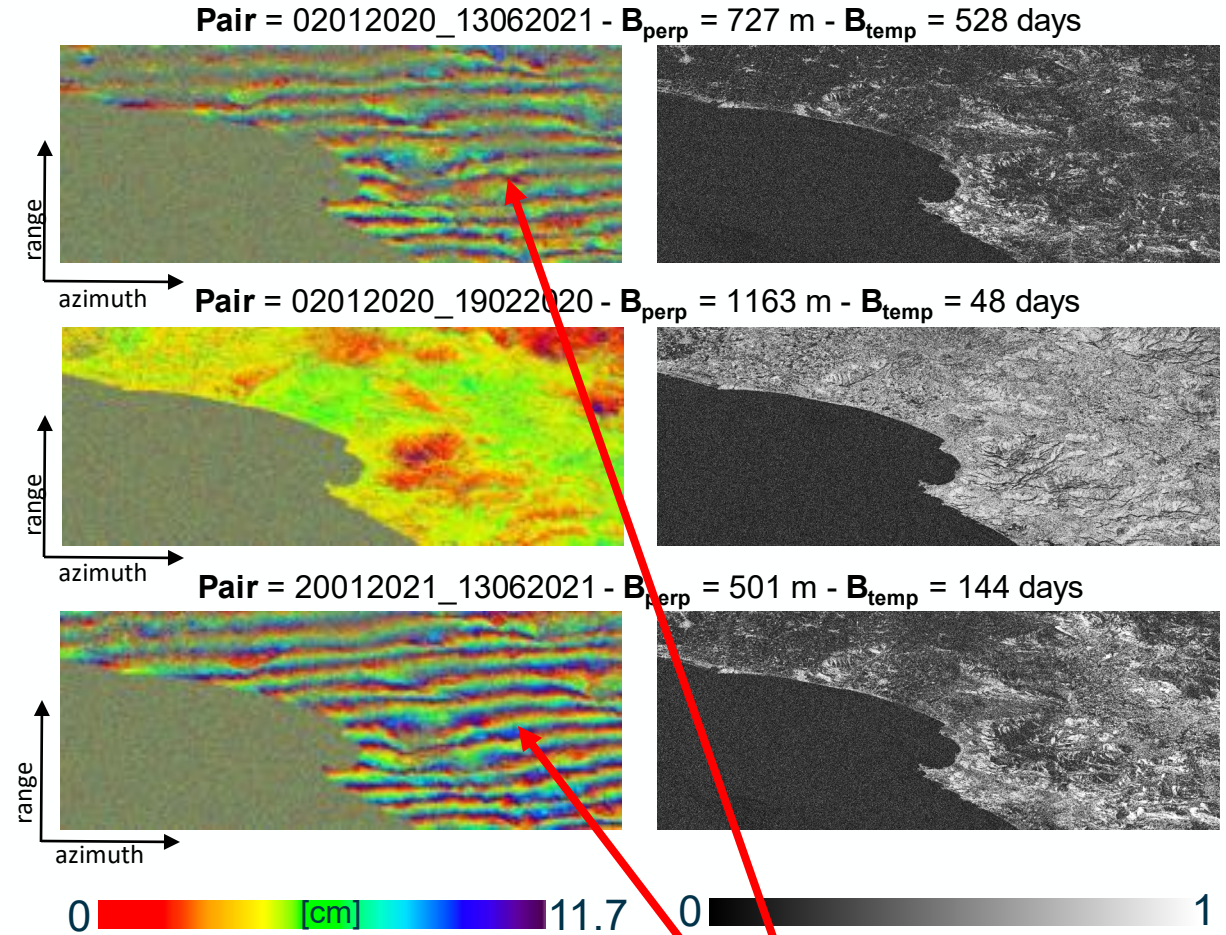 Pair = 02012020_13062021 - Bperp = 727 m - Btemp = 528 days
range
azimuth
Pair = 02012020_19022020 - Bperp = 1163 m - Btemp = 48 days
range
azimuth
Pair = 20012021_13062021 - Bperp = 501 m - Btemp = 144 days
range
azimuth
0 [cm] 11.7 0 1